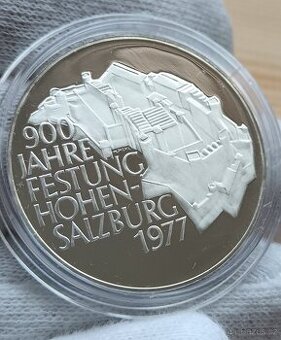 900
JAHRE
FESTUNG
HOHEN-
SALZBURG
1977